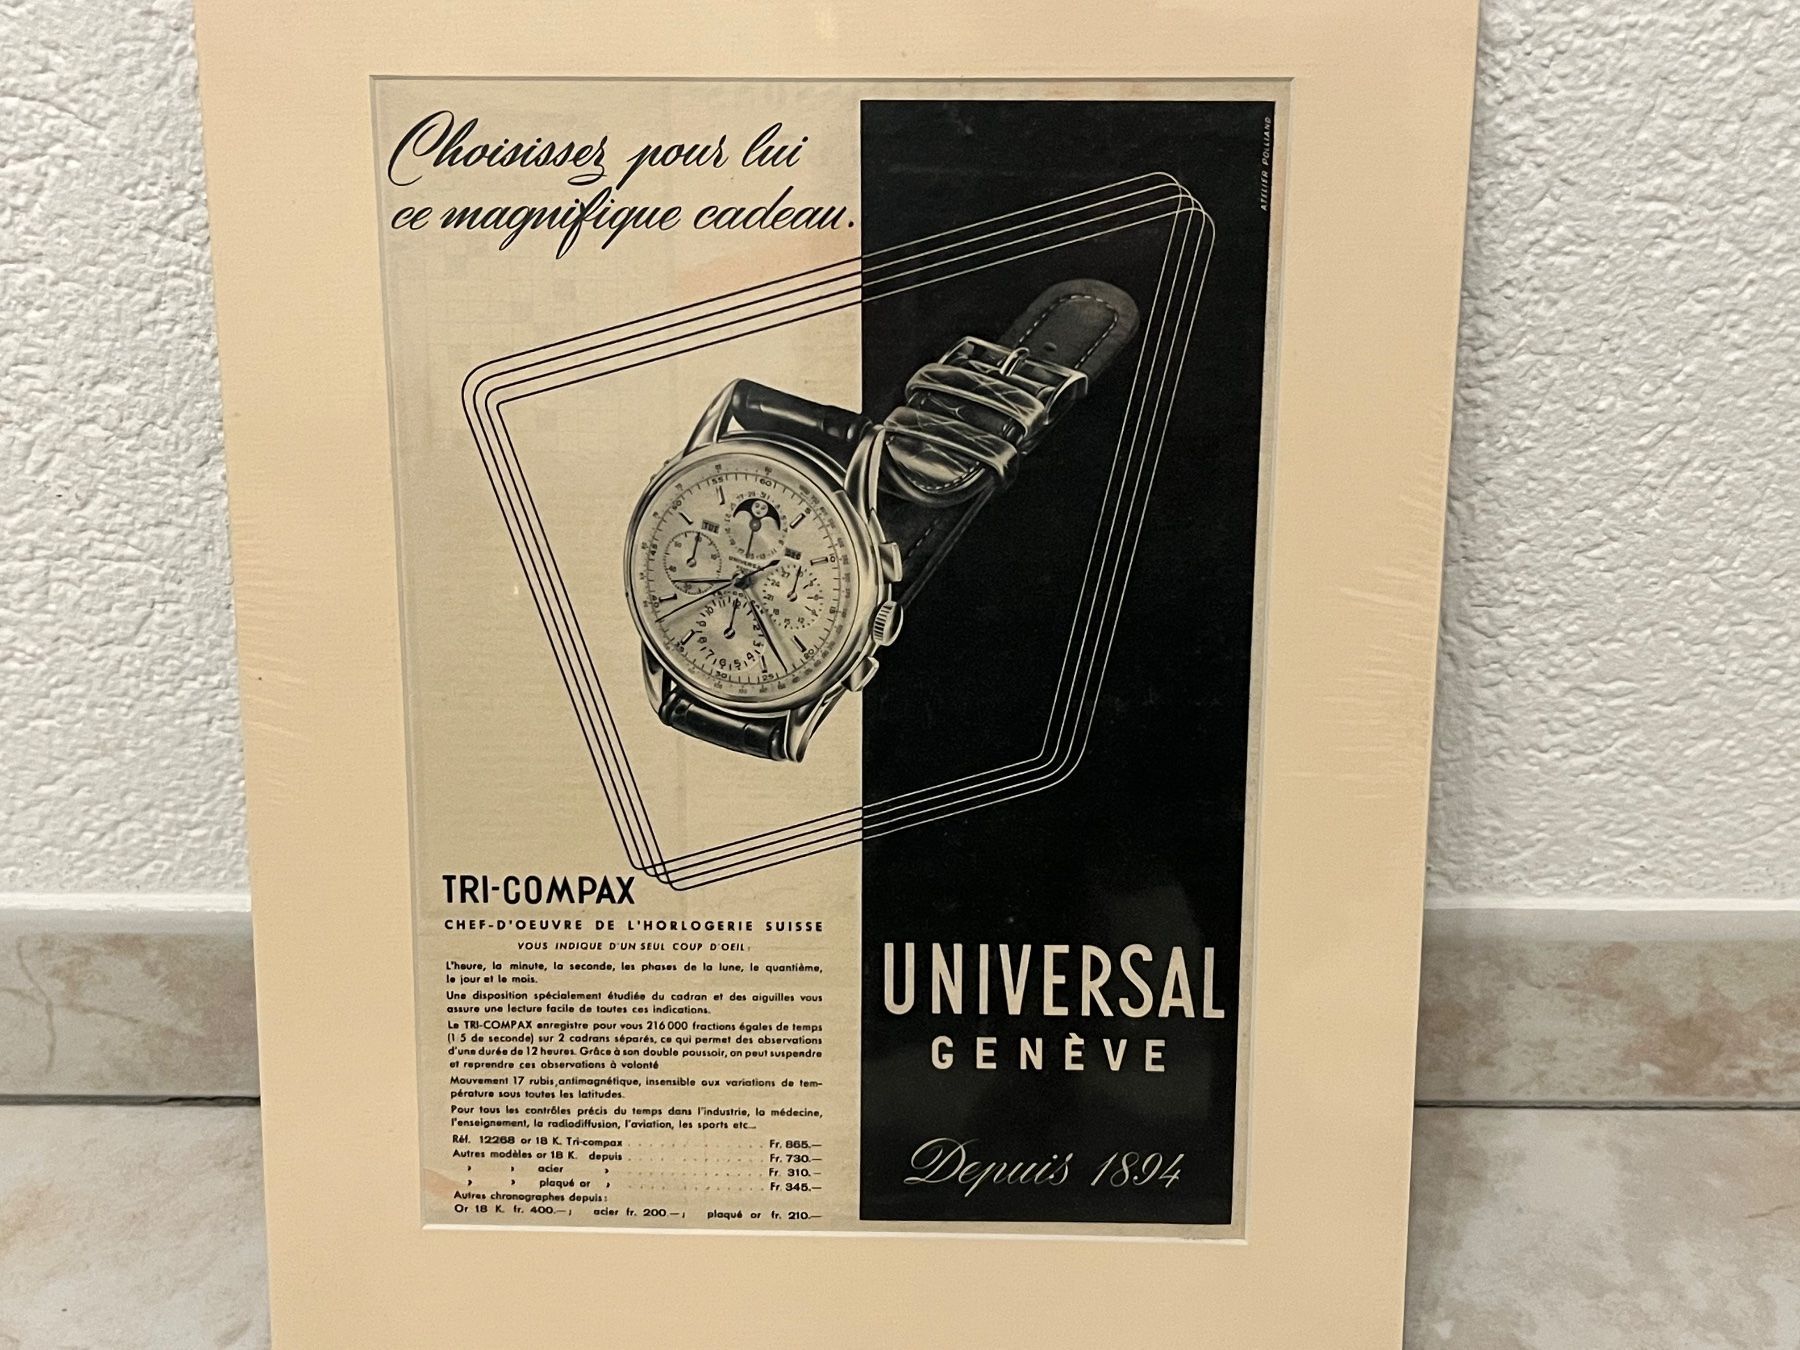 Choisissez pour lui
ce magnifique cadeau.
ATELIER POLLIAND
TRI-COMPAX
CHEF-D'OEUVRE DE L'HORLOGERIE SUISSE
VOUS INDIQUE D'UN SEUL COUP D'OEIL:
L'heure, la minute, la seconde, les phases de la lune, le quantième,
le jour et le mois.
Une disposition spécialement étudiée du cadran et des aiguilles vous
assure une lecture facile de toutes ces indications.
Le TRI-COMPAX enregistre pour vous 216 000 fractions égales de temps
(1 5 de seconde) sur 2 cadrans séparés, ce qui permet des observations
d'une durée de 12 heures. Grâce à son double poussoir, on peut suspendre
et reprendre ces observations à volonté
Mouvement 17 rubis, antimagnétique, insensible aux variations de tem-
pérature sous toutes les latitudes.
Pour tous les contrôles précis du temps dans l'industrie, la médecine,
l'enseignement, la radiodiffusion, l'aviation, les sports etc...
Réf. 12268 or 18 K. Tri-compax . . . . . . . . . . Fr. 865.—
Autres modèles or 18 K. depuis . . . . . . . . . . Fr. 730.—
» » acier » . . . . . . . . . . Fr. 310.—
» » plaqué or » . . . . . . . . . . Fr. 345.—
Autres chronographes depuis:
Or 18 K. fr. 400.—; acier fr. 200.—; plaqué or fr. 210.—
UNIVERSAL
GENÈVE
Depuis 1894